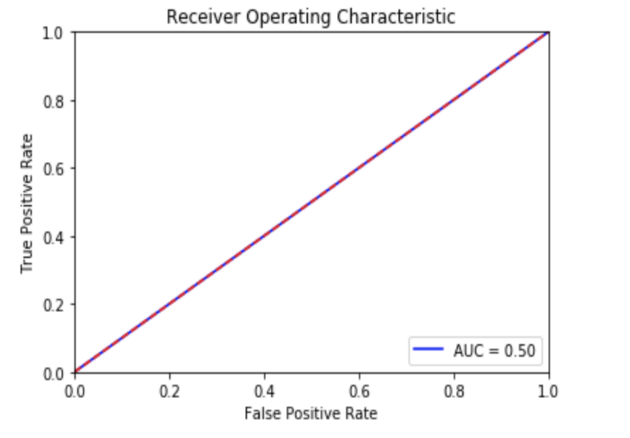 Receiver Operating Characteristic
1.0
0.8
0.6
0.4
0.2
0.0
True Positive Rate
AUC = 0.50
0.0 0.2 0.4 0.6 0.8 1.0
False Positive Rate